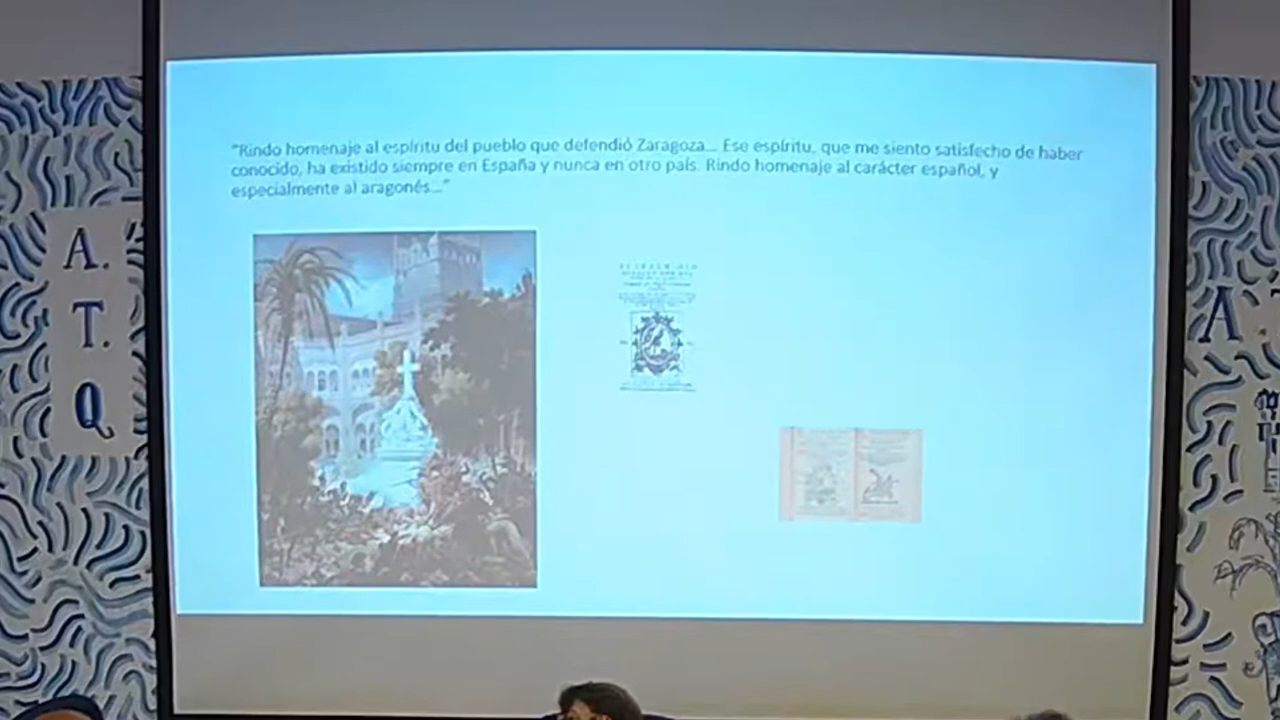 "Rindo homenaje al espíritu del pueblo que defendió Zaragoza... Ese espíritu, que me siento satisfecho de haber
conocido, ha existido siempre en España y nunca en otro país. Rindo homenaje al carácter español, y
especialmente al aragonés..."
A.
T.
Q
A